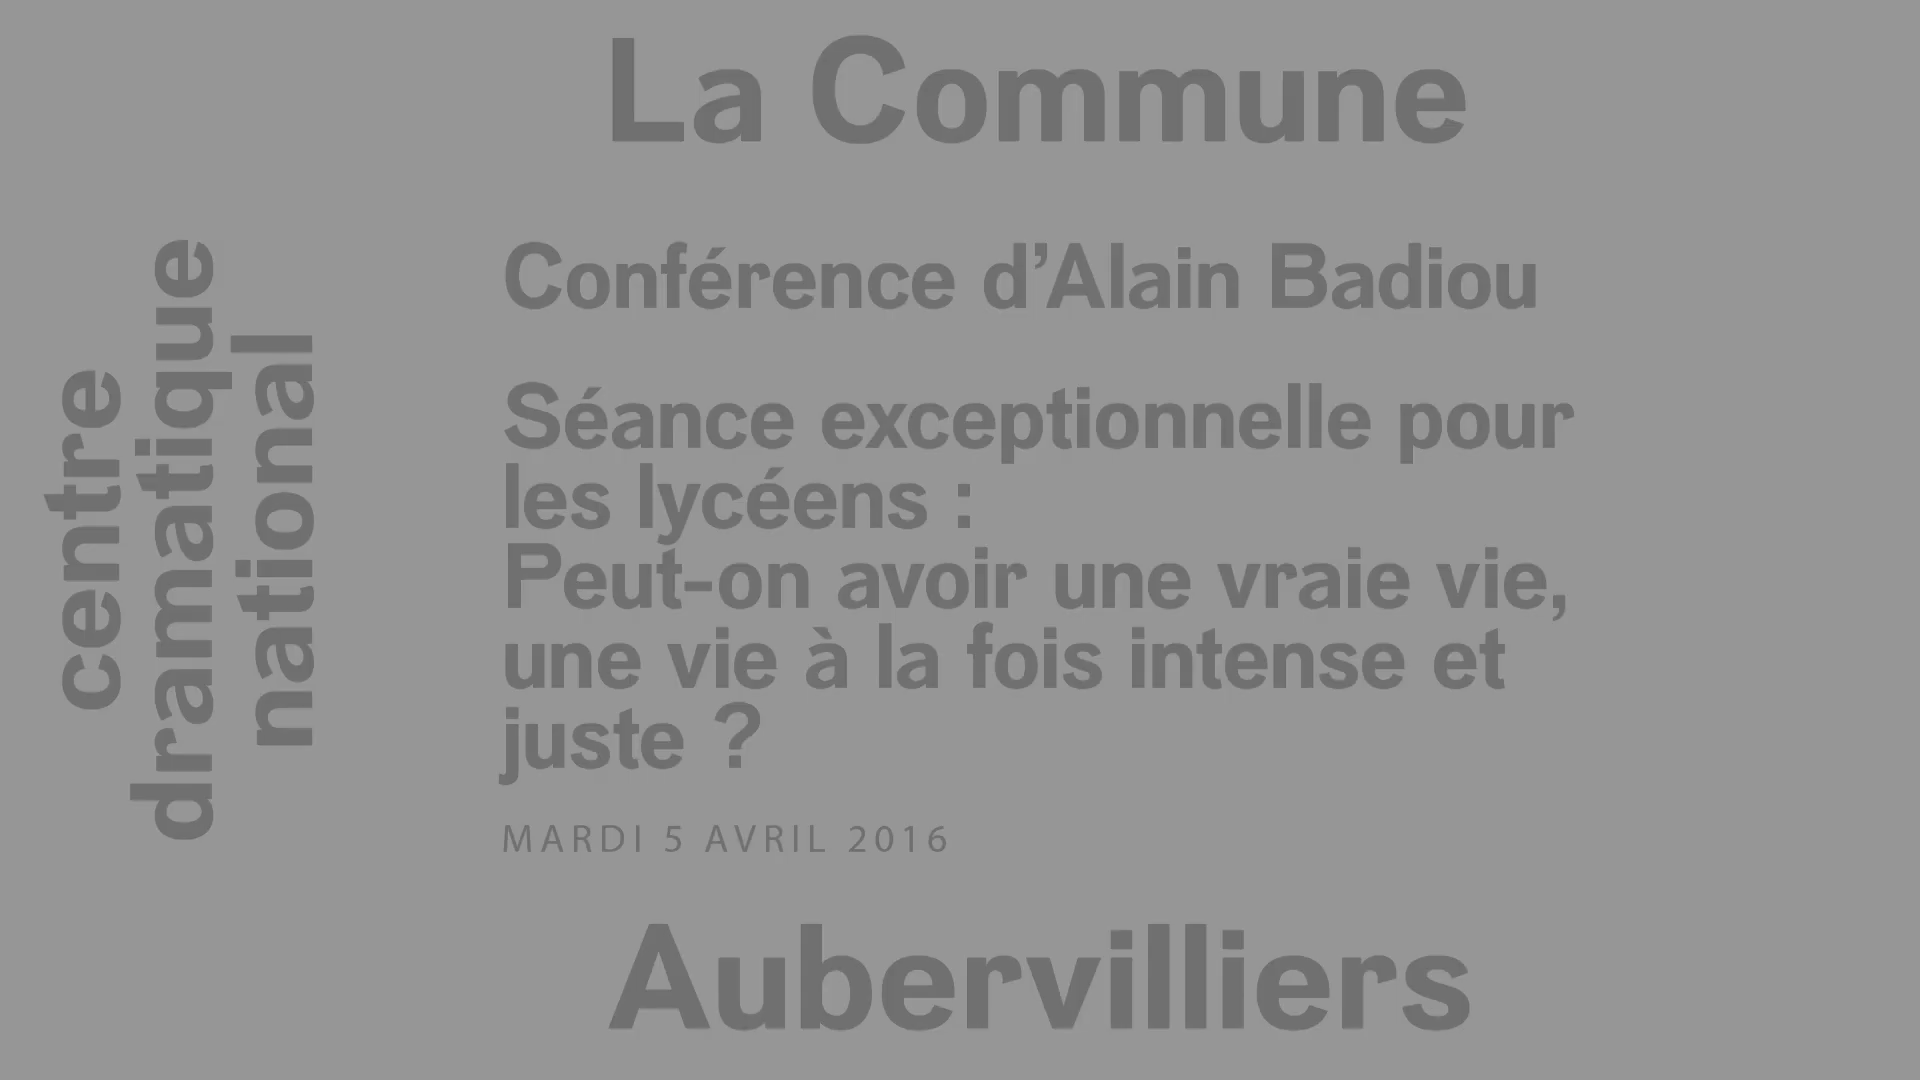 La Commune
centre
dramatique
national
Conférence d’Alain Badiou
Séance exceptionnelle pour
les lycéens :
Peut-on avoir une vraie vie,
une vie à la fois intense et
juste ?
MARDI 5 AVRIL 2016
Aubervilliers